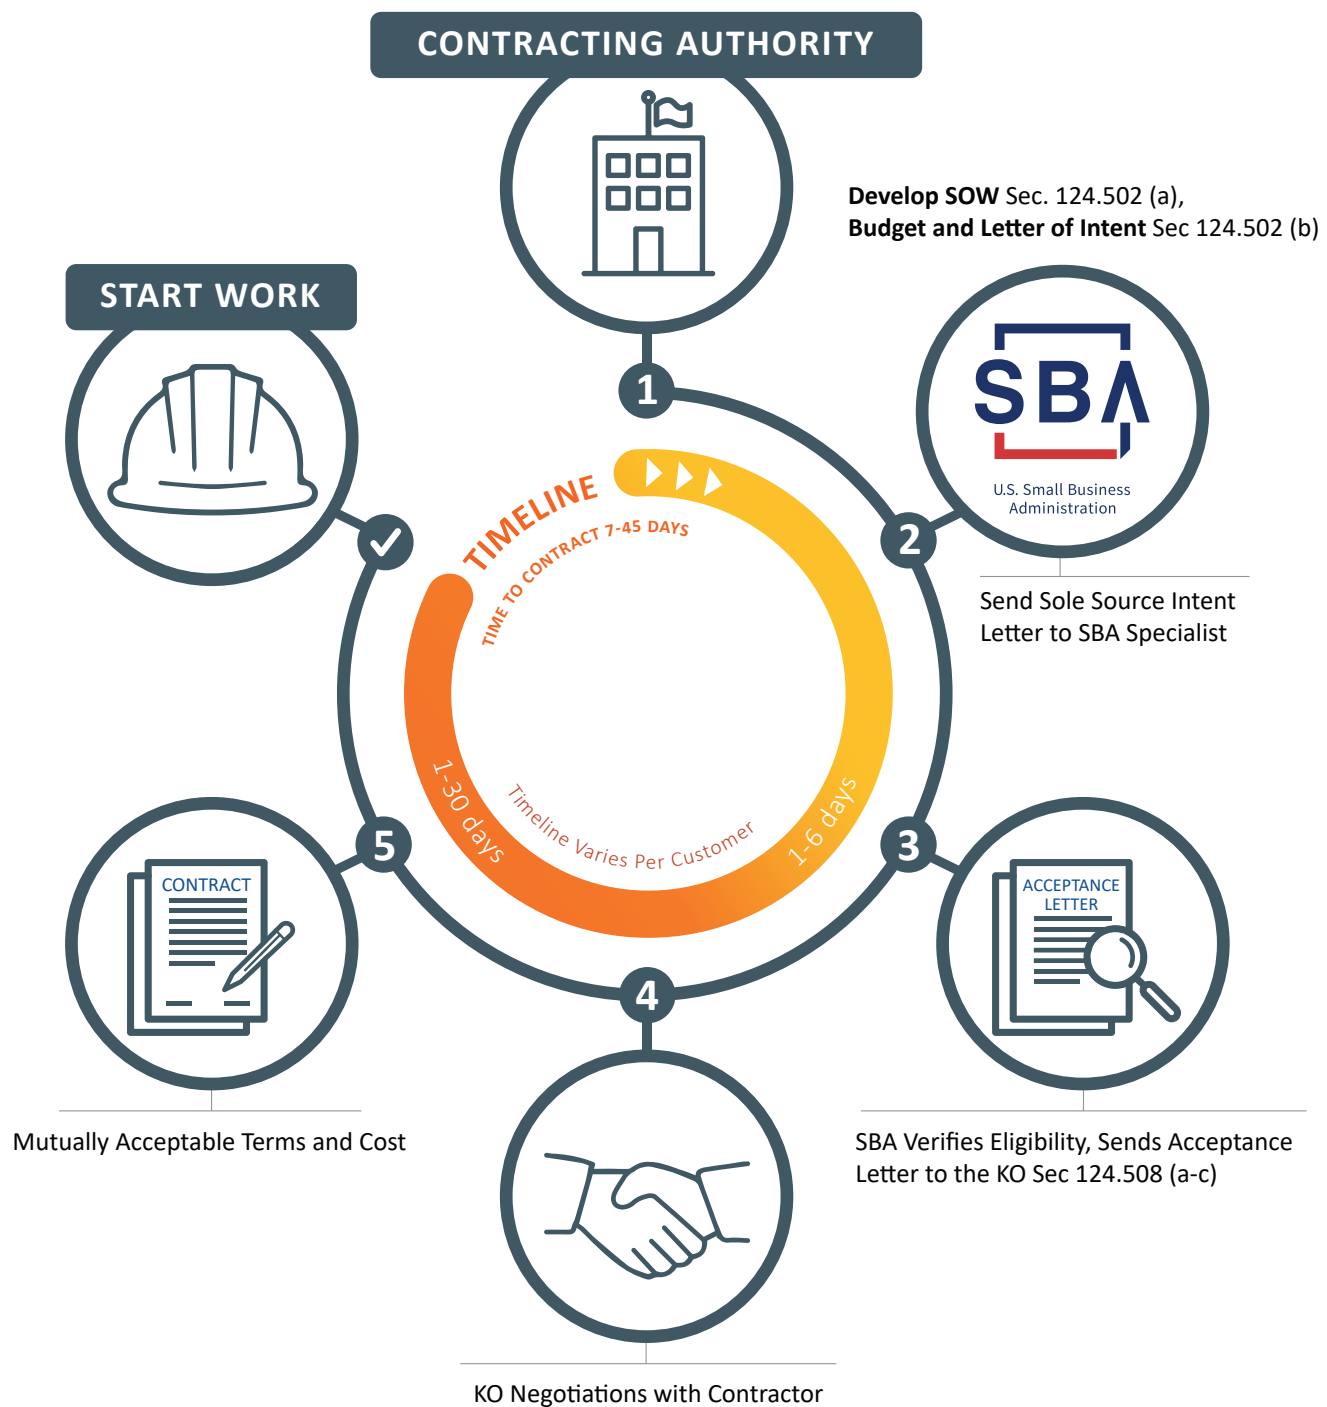 CONTRACTING AUTHORITY
Develop SOW Sec. 124.502 (a),
Budget and Letter of Intent Sec 124.502 (b)
START WORK
1
SBA
U.S. Small Business
Administration
2
Send Sole Source Intent
Letter to SBA Specialist
TIMELINE
TIME TO CONTRACT 7-45 DAYS
1-6 days
1-30 days
Timeline Varies Per Customer
3
ACCEPTANCE
LETTER
SBA Verifies Eligibility, Sends Acceptance
Letter to the KO Sec 124.508 (a-c)
4
KO Negotiations with Contractor
5
CONTRACT
Mutually Acceptable Terms and Cost